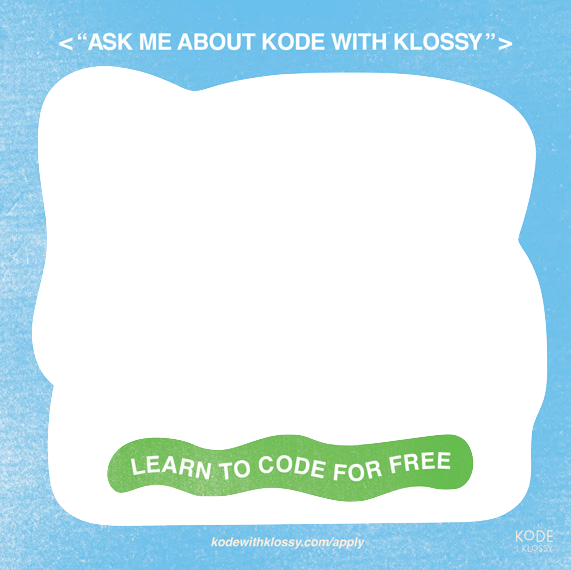 <“ASK ME ABOUT KODE WITH KLOSSY”>
LEARN TO CODE FOR FREE
kodewithklossy.com/apply
KODE
KLOSSY